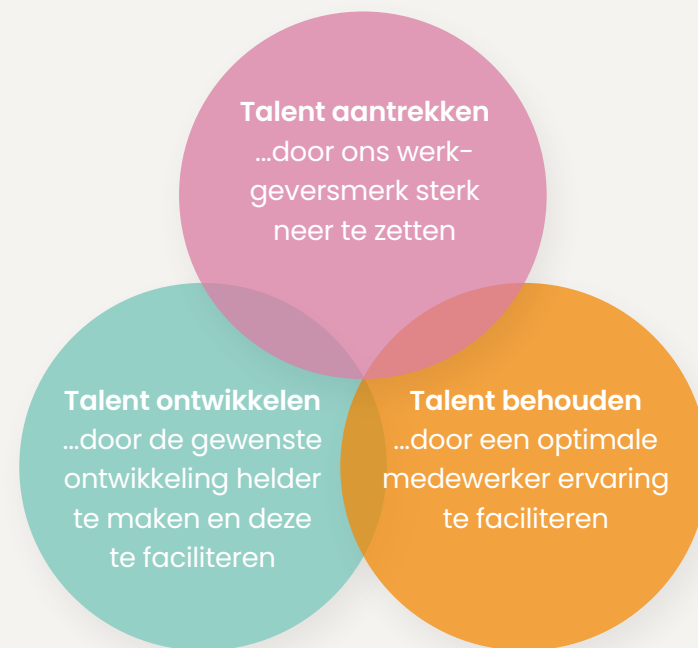 Talent aantrekken
...door ons werk-
geversmerk sterk
neer te zetten
Talent ontwikkelen
...door de gewenste
ontwikkeling helder
te maken en deze
te faciliteren
Talent behouden
...door een optimale
medewerker ervaring
te faciliteren